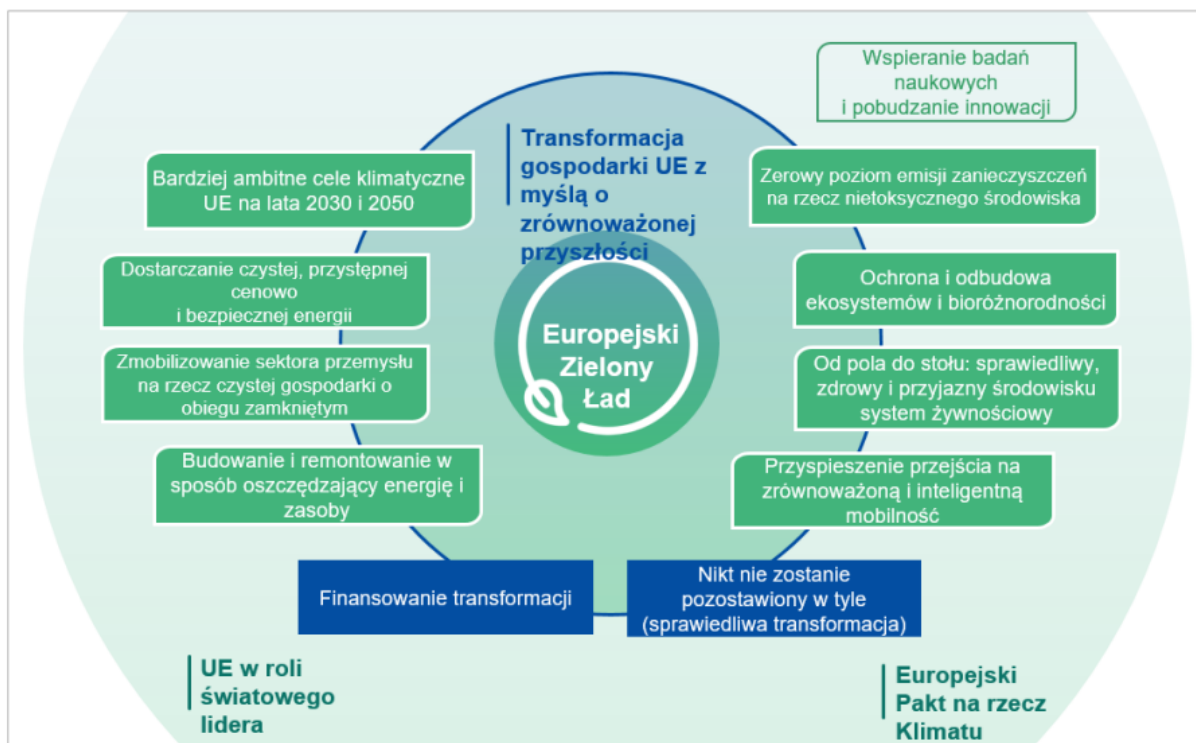 Wspieranie badań
naukowych
i pobudzanie innowacji
Transformacja
gospodarki UE z
myślą o
zrównoważonej
przyszłości
Bardziej ambitne cele klimatyczne
UE na lata 2030 i 2050
Zerowy poziom emisji zanieczyszczeń
na rzecz nietoksycznego środowiska
Dostarczanie czystej, przystępnej
cenowo
i bezpiecznej energii
Ochrona i odbudowa
ekosystemów i bioróżnorodności
Europejski
Zielony
Ład
Zmobilizowanie sektora przemysłu
na rzecz czystej gospodarki o
obiegu zamkniętym
Od pola do stołu: sprawiedliwy,
zdrowy i przyjazny środowisku
system żywnościowy
Budowanie i remontowanie w
sposób oszczędzający energię i
zasoby
Przyspieszenie przejścia na
zrównoważoną i inteligentną
mobilność
Finansowanie transformacji
Nikt nie zostanie
pozostawiony w tyle
(sprawiedliwa transformacja)
UE w roli
światowego
lidera
Europejski
Pakt na rzecz
Klimatu